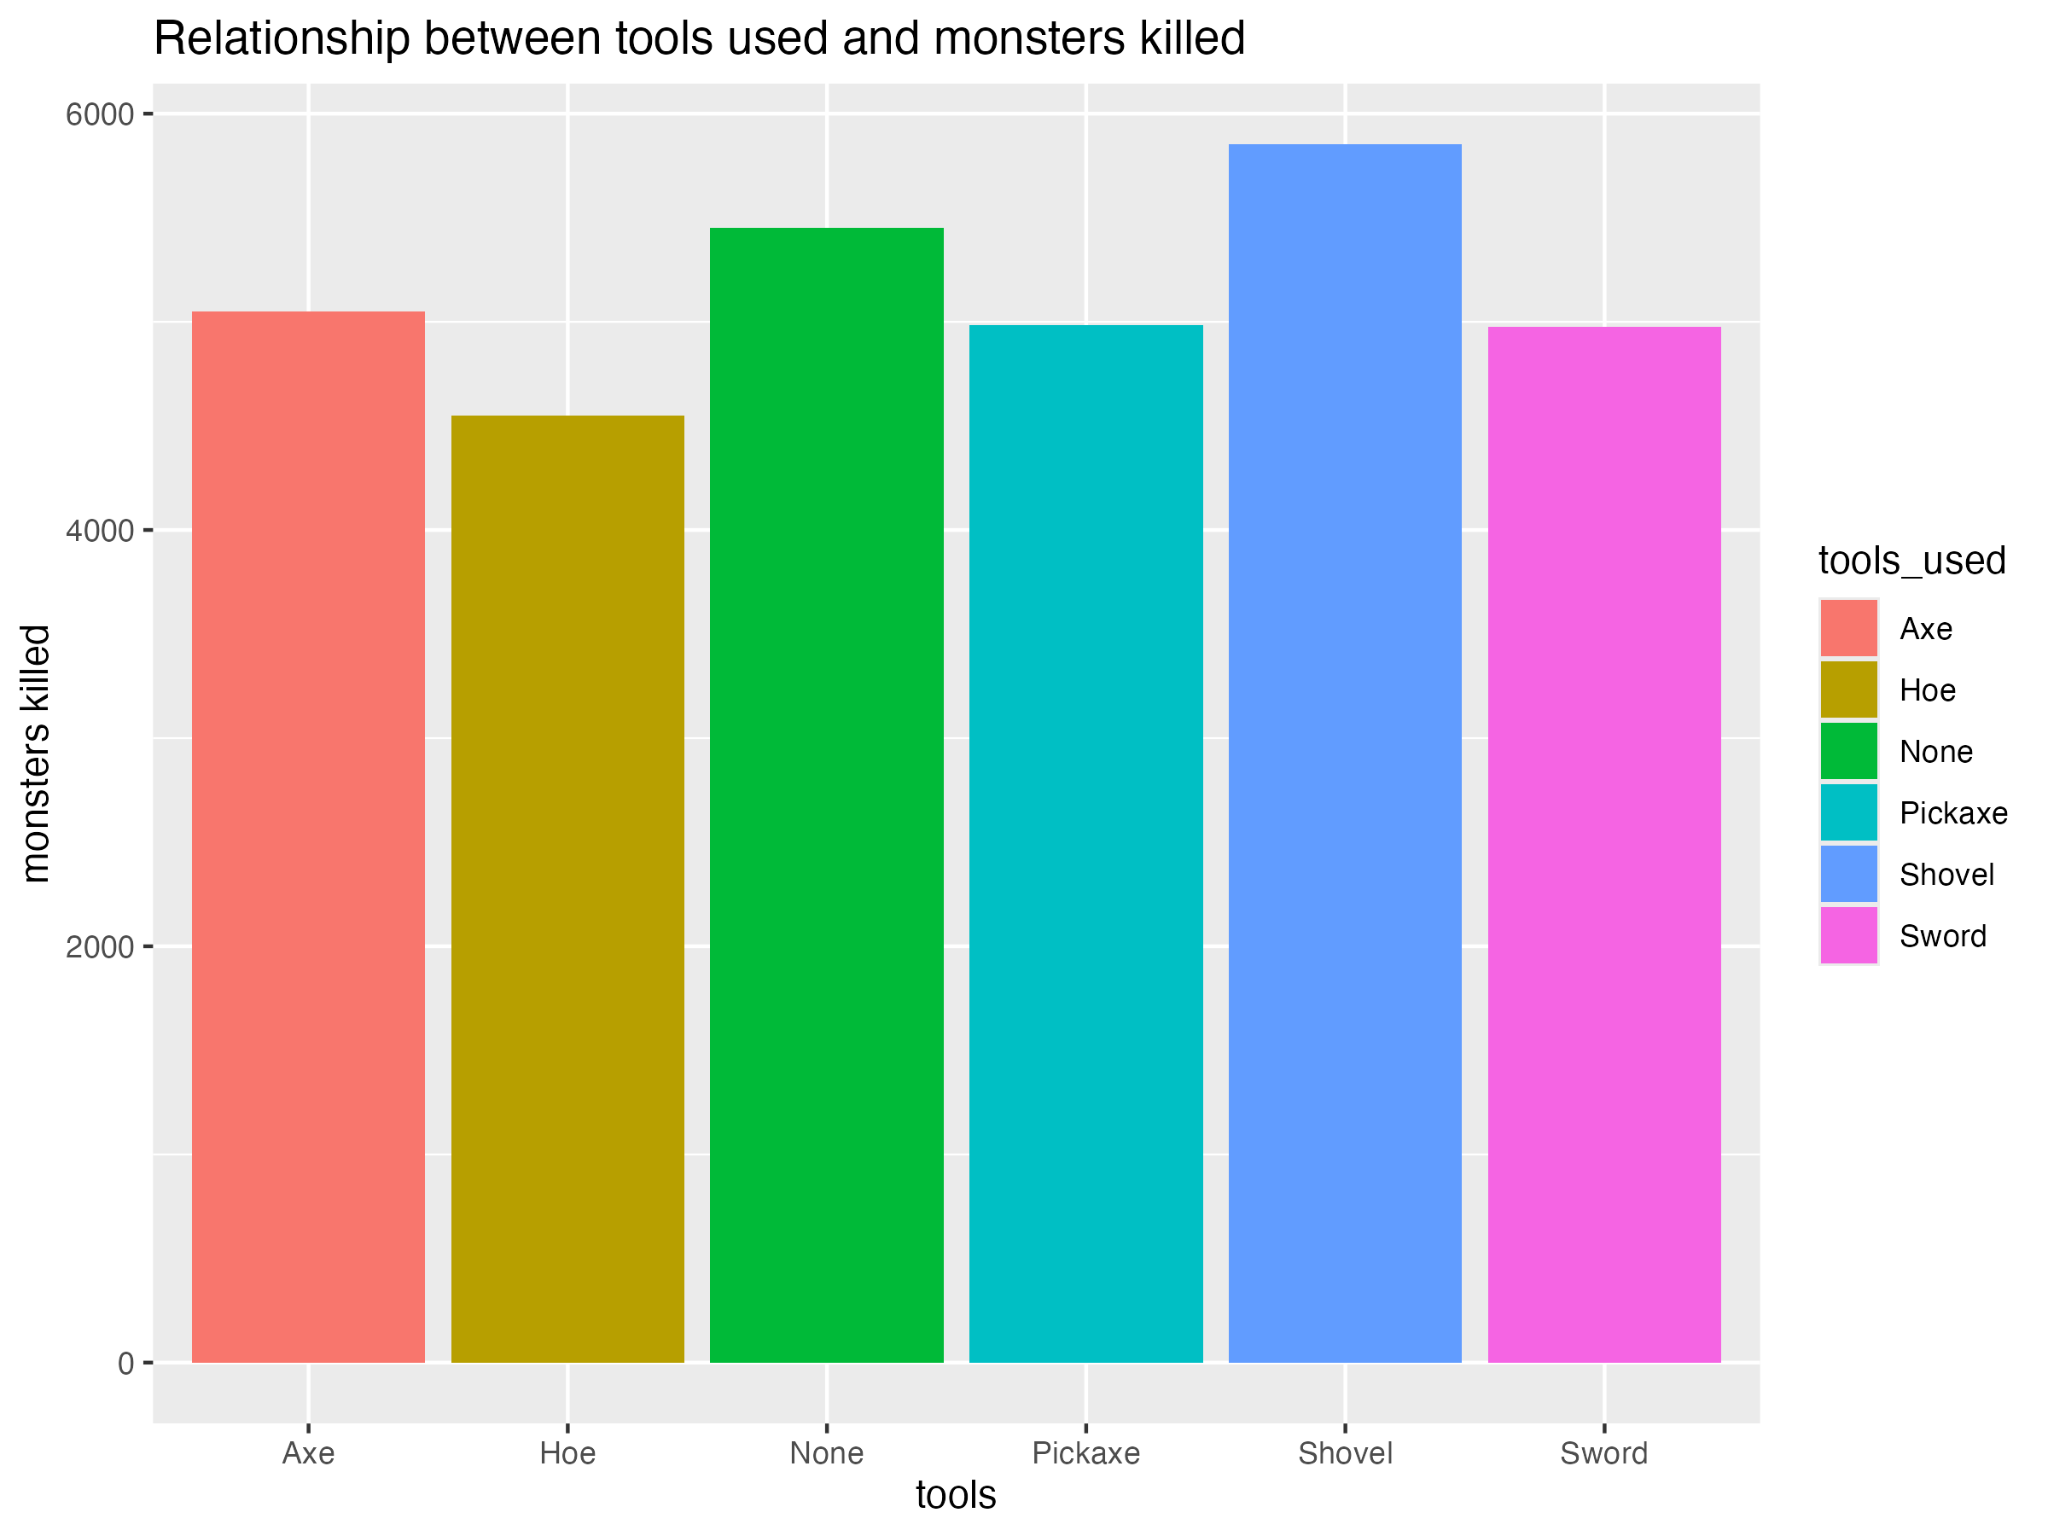 Relationship between tools used and monsters killed
6000
4000
2000
0
monsters killed
Axe Hoe None Pickaxe Shovel Sword
tools
tools_used
Axe
Hoe
None
Pickaxe
Shovel
Sword